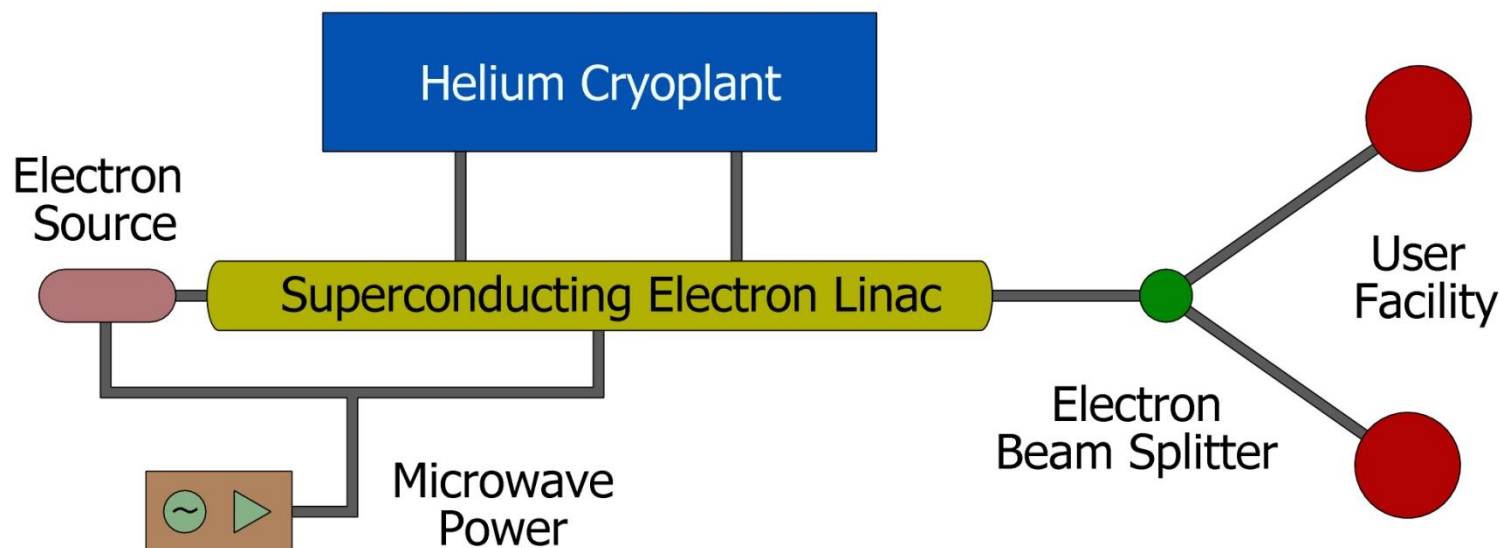 Helium Cryoplant
Electron
Source
Superconducting Electron Linac
User
Facility
Electron
Beam Splitter
Microwave
Power
~